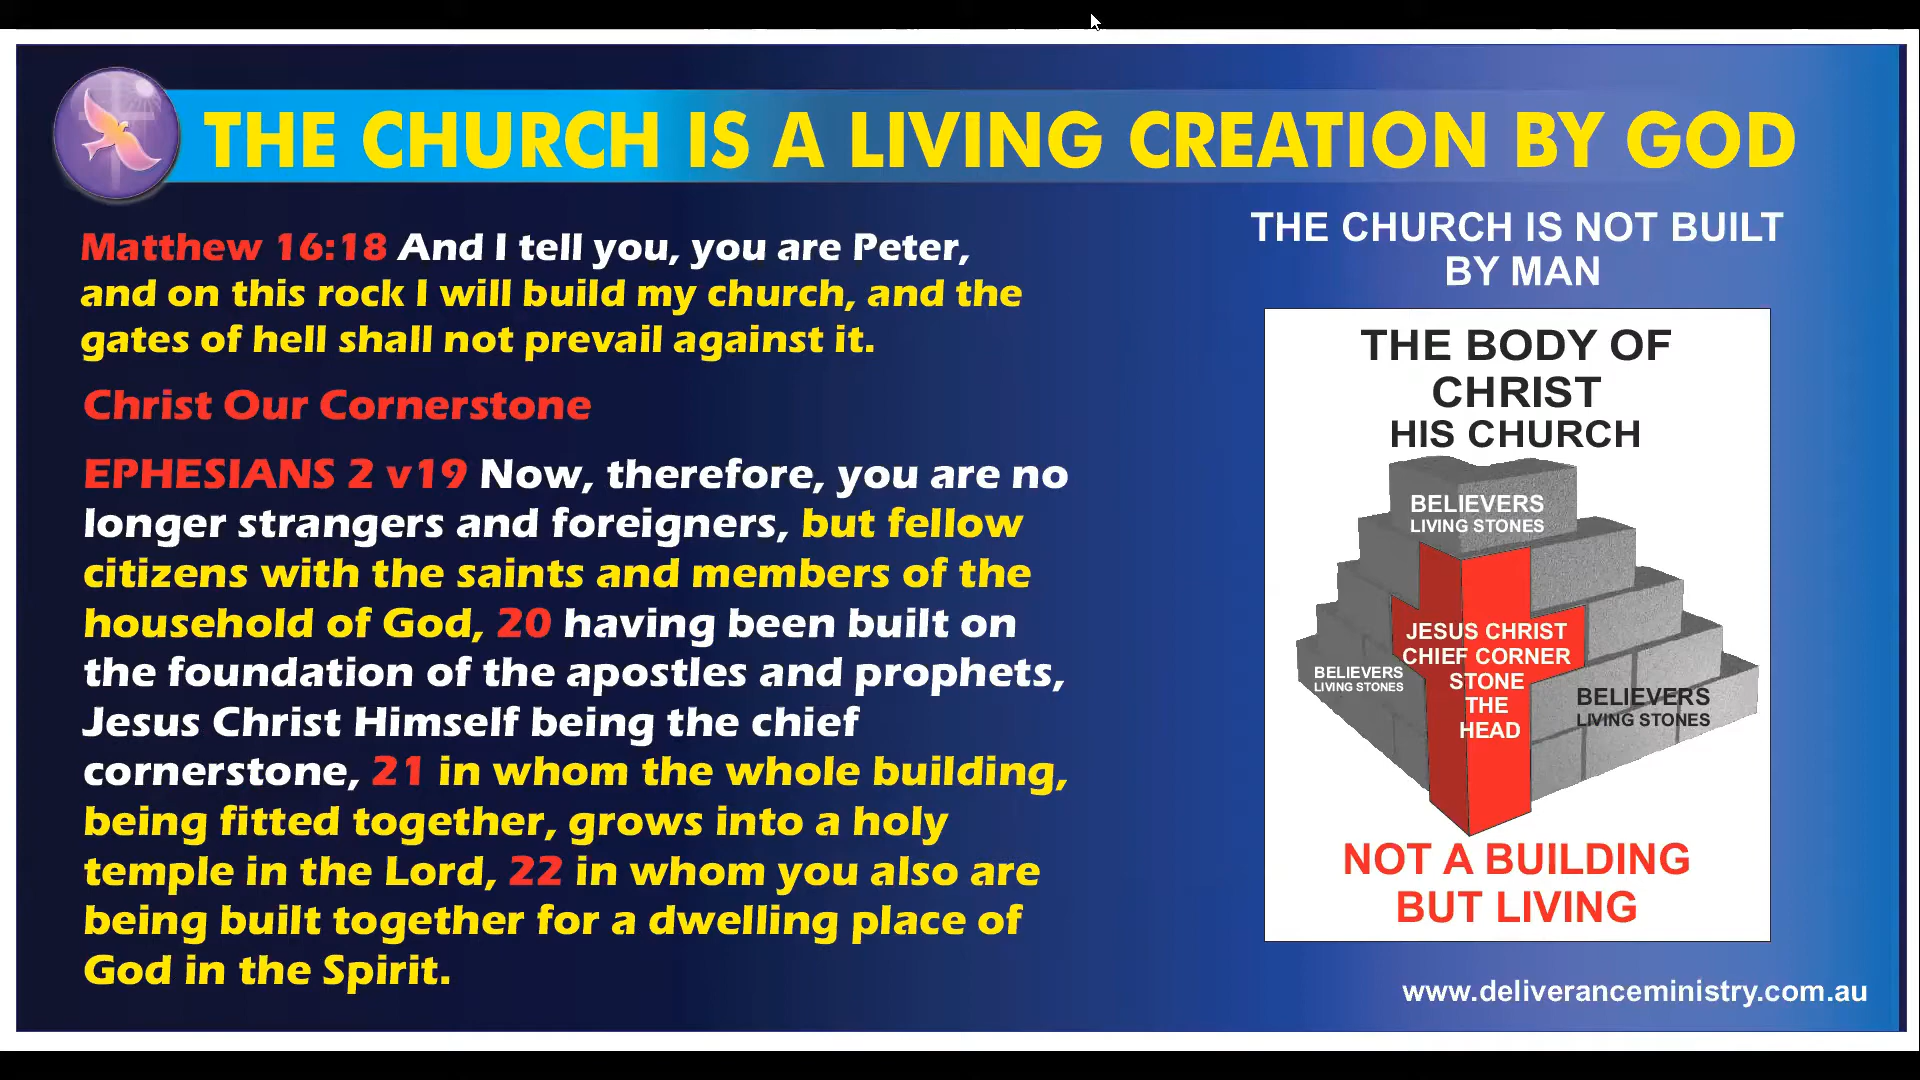 THE CHURCH IS A LIVING CREATION BY GOD
Matthew 16:18 And I tell you, you are Peter,
and on this rock I will build my church, and the
gates of hell shall not prevail against it.
Christ Our Cornerstone
EPHESIANS 2 v19 Now, therefore, you are no
longer strangers and foreigners, but fellow
citizens with the saints and members of the
household of God, 20 having been built on
the foundation of the apostles and prophets,
Jesus Christ Himself being the chief
cornerstone, 21 in whom the whole building,
being fitted together, grows into a holy
temple in the Lord, 22 in whom you also are
being built together for a dwelling place of
God in the Spirit.
THE CHURCH IS NOT BUILT
BY MAN
THE BODY OF
CHRIST
HIS CHURCH
BELIEVERS
LIVING STONES
JESUS CHRIST
CHIEF CORNER
STONE
THE
HEAD
BELIEVERS
LIVING STONES
BELIEVERS
LIVING STONES
NOT A BUILDING
BUT LIVING
www.deliveranceministry.com.au